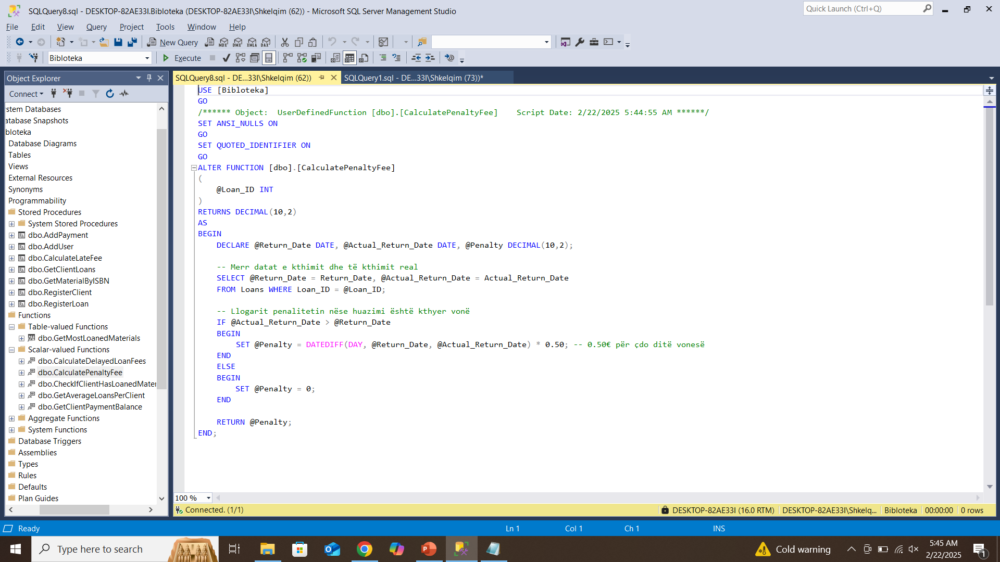 SQLQuery8.sql - DESKTOP-82AE33I.Bibloteka (DESKTOP-82AE33I\Shkelqim (62)) - Microsoft SQL Server Management Studio
Quick Launch (Ctrl+Q)
File Edit View Query Project Tools Window Help
New Query
MDX DMX XMLA DAX
Bibloteka
Execute
Object Explorer
SQLQuery8.sql - DE...33I\Shkelqim (62))
SQLQuery1.sql - DE...33I\Shkelqim (73))*
Connect
stem Databases
atabase Snapshots
bloteka
Database Diagrams
Tables
Views
External Resources
Synonyms
Programmability
Stored Procedures
System Stored Procedures
dbo.AddPayment
dbo.AddUser
dbo.CalculateLateFee
dbo.GetClientLoans
dbo.GetMaterialByISBN
dbo.RegisterClient
dbo.RegisterLoan
Functions
Table-valued Functions
dbo.GetMostLoanedMaterials
Scalar-valued Functions
dbo.CalculateDelayedLoanFees
dbo.CalculatePenaltyFee
dbo.CheckIfClientHasLoanedMater
dbo.GetAverageLoansPerClient
dbo.GetClientPaymentBalance
Aggregate Functions
System Functions
Database Triggers
Assemblies
Types
Rules
Defaults
Plan Guides
USE [Bibloteka]
GO
/****** Object:  UserDefinedFunction [dbo].[CalculatePenaltyFee]    Script Date: 2/22/2025 5:44:55 AM ******/
SET ANSI_NULLS ON
GO
SET QUOTED_IDENTIFIER ON
GO
ALTER FUNCTION [dbo].[CalculatePenaltyFee]
(
    @Loan_ID INT
)
RETURNS DECIMAL(10,2)
AS
BEGIN
    DECLARE @Return_Date DATE, @Actual_Return_Date DATE, @Penalty DECIMAL(10,2);
    -- Merr datat e kthimit dhe të kthimit real
    SELECT @Return_Date = Return_Date, @Actual_Return_Date = Actual_Return_Date
    FROM Loans WHERE Loan_ID = @Loan_ID;
    -- Llogarit penalitetin nëse huazimi është kthyer vonë
    IF @Actual_Return_Date > @Return_Date
    BEGIN
        SET @Penalty = DATEDIFF(DAY, @Return_Date, @Actual_Return_Date) * 0.50; -- 0.50€ për çdo ditë vonesë
    END
    ELSE
    BEGIN
        SET @Penalty = 0;
    END
    RETURN @Penalty;
END;
100 %
Connected. (1/1)
DESKTOP-82AE33I (16.0 RTM)
DESKTOP-82AE33I\Shkelq...
Bibloteka
00:00:00
0 rows
Ready
Ln 1
Col 1
Ch 1
INS
Type here to search
Cold warning
5:45 AM
2/22/2025
1